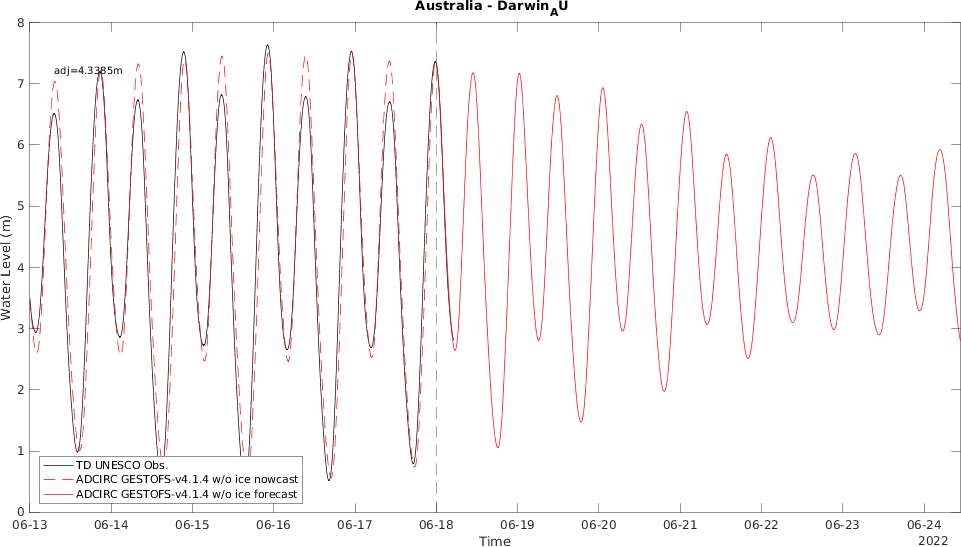 Australia - Darwin_AU
8
7
6
5
4
3
2
1
0
Water Level (m)
adj=4.3385m
TD UNESCO Obs.
ADCIRC GESTOFS-v4.1.4 w/o ice nowcast
ADCIRC GESTOFS-v4.1.4 w/o ice forecast
06-13 06-14 06-15 06-16 06-17 06-18 06-19 06-20 06-21 06-22 06-23 06-24
Time
2022